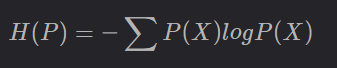 H(P) = −∑ P(X)logP(X)